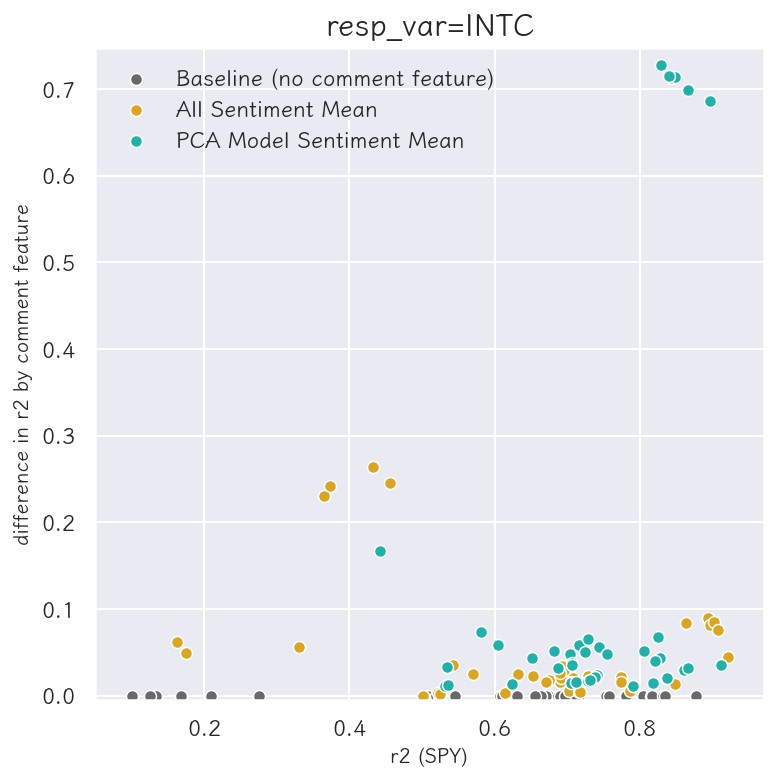 resp_var=INTC
Baseline (no comment feature)
All Sentiment Mean
PCA Model Sentiment Mean
difference in r2 by comment feature
0.7
0.6
0.5
0.4
0.3
0.2
0.1
0.0
0.2
0.4
0.6
0.8
r2 (SPY)